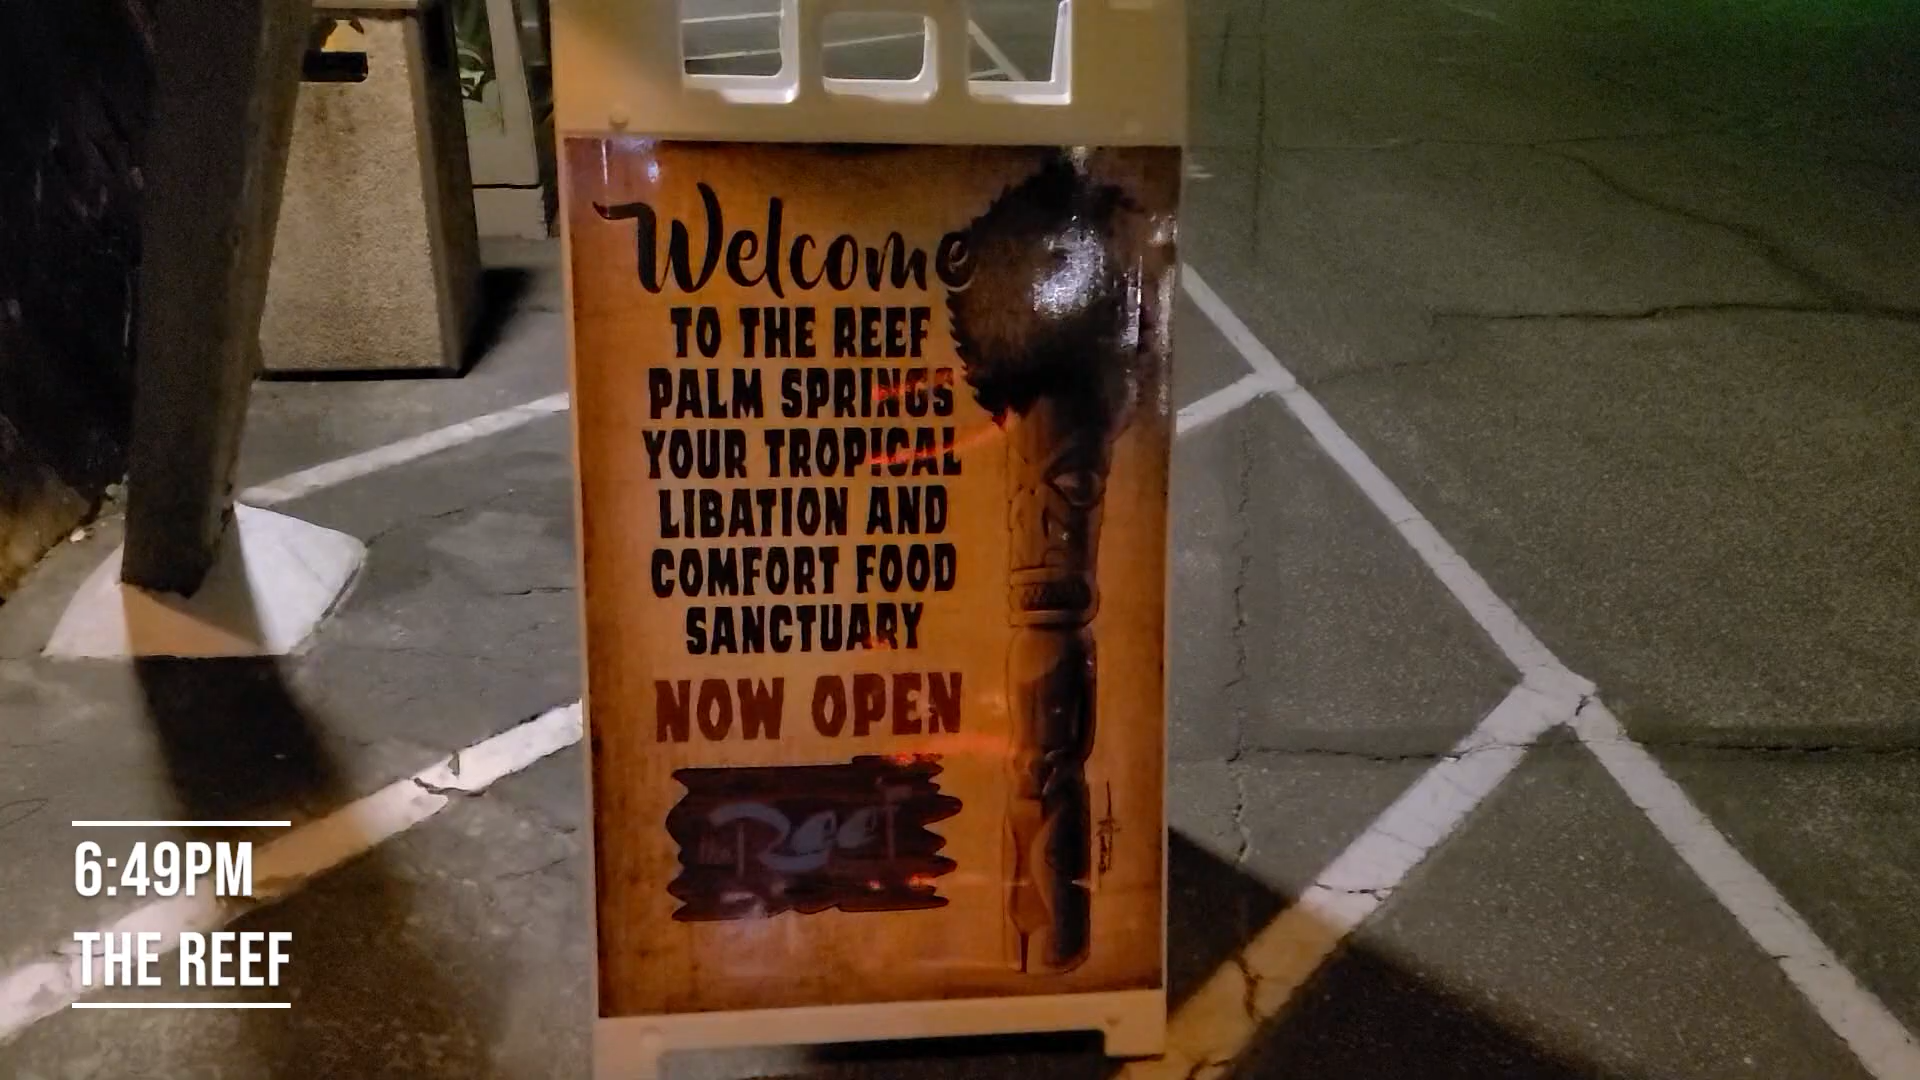 Welcome
TO THE REEF
PALM SPRINGS
YOUR TROPICAL
LIBATION AND
COMFORT FOOD
SANCTUARY
NOW OPEN
the Reef
6:49PM
THE REEF